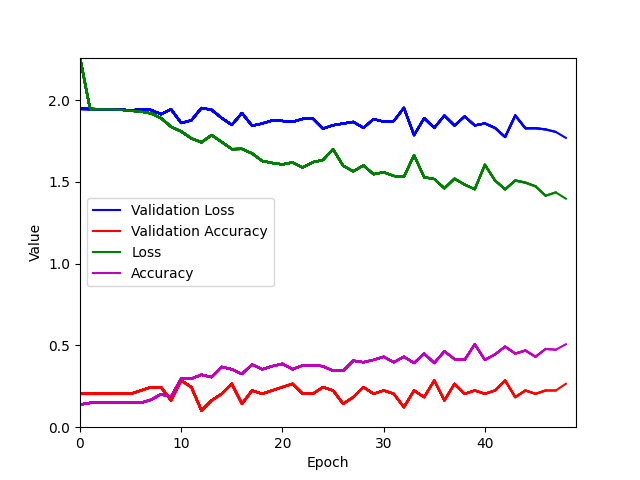 2.0
1.5
1.0
0.5
0.0
Value
Validation Loss
Validation Accuracy
Loss
Accuracy
0 10 20 30 40
Epoch